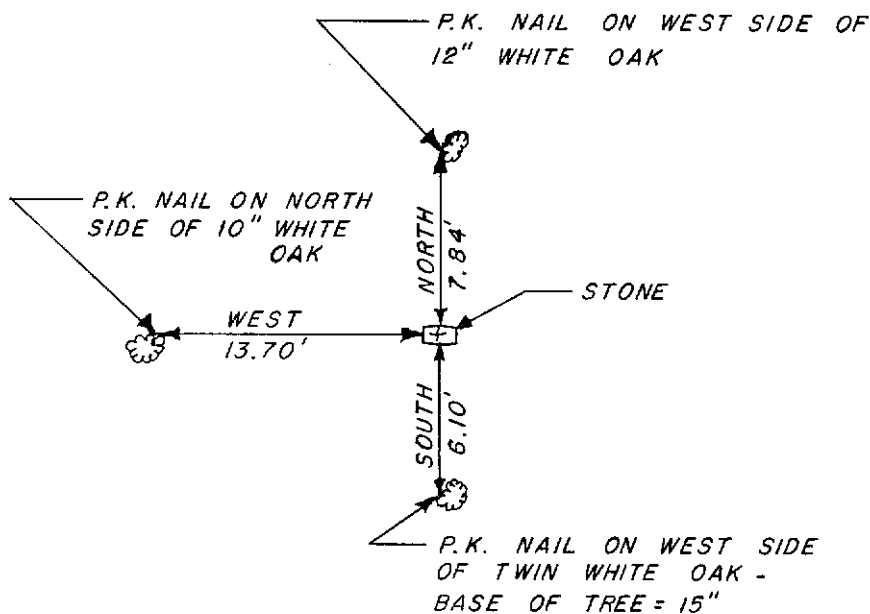 P.K. NAIL ON WEST SIDE OF
12" WHITE OAK
P.K. NAIL ON NORTH
SIDE OF 10" WHITE
OAK
NORTH
7.84'
STONE
WEST
13.70'
SOUTH
6.10'
P.K. NAIL ON WEST SIDE
OF TWIN WHITE OAK -
BASE OF TREE = 15"